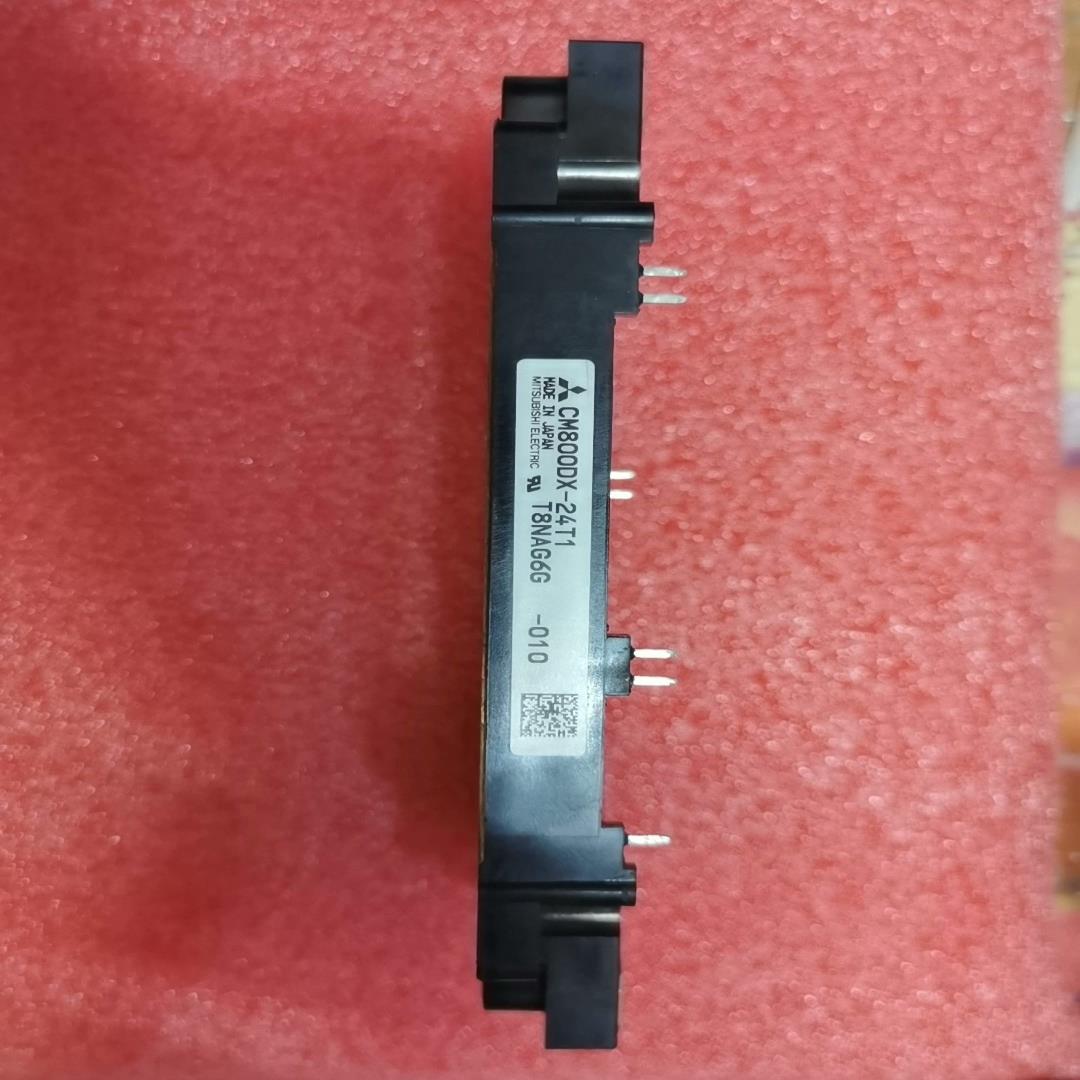 CM800DX-24T1
MADE IN JAPAN
T8NAG6G -010
MITSUBISHI ELECTRIC